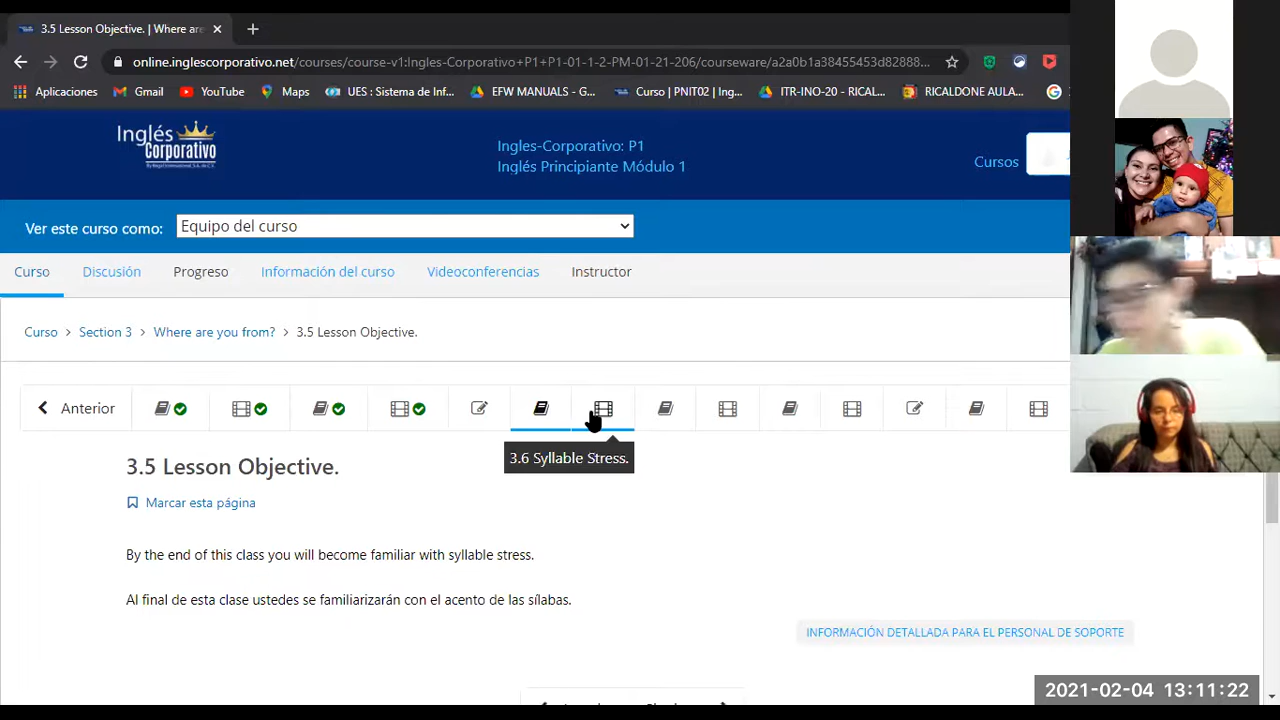 3.5 Lesson Objective. | Where are
online.inglescorporativo.net/courses/course-v1:Ingles-Corporativo+P1+P1-01-1-2-PM-01-21-206/courseware/a2a0b1a38455453d82888...
Aplicaciones Gmail YouTube Maps UES : Sistema de Inf... EFW MANUALS - G... Curso | PNIT02 | Ing... ITR-INO-20 - RICAL... RICALDONE AULA...
Inglés
Corporativo
Ingles-Corporativo: P1
Inglés Principiante Módulo 1
Cursos
Ver este curso como: Equipo del curso
Curso Discusión Progreso Información del curso Videoconferencias Instructor
Curso > Section 3 > Where are you from? > 3.5 Lesson Objective.
Anterior
3.6 Syllable Stress.
3.5 Lesson Objective.
Marcar esta página
By the end of this class you will become familiar with syllable stress.
Al final de esta clase ustedes se familiarizarán con el acento de las sílabas.
INFORMACIÓN DETALLADA PARA EL PERSONAL DE SOPORTE
2021-02-04 13:11:22